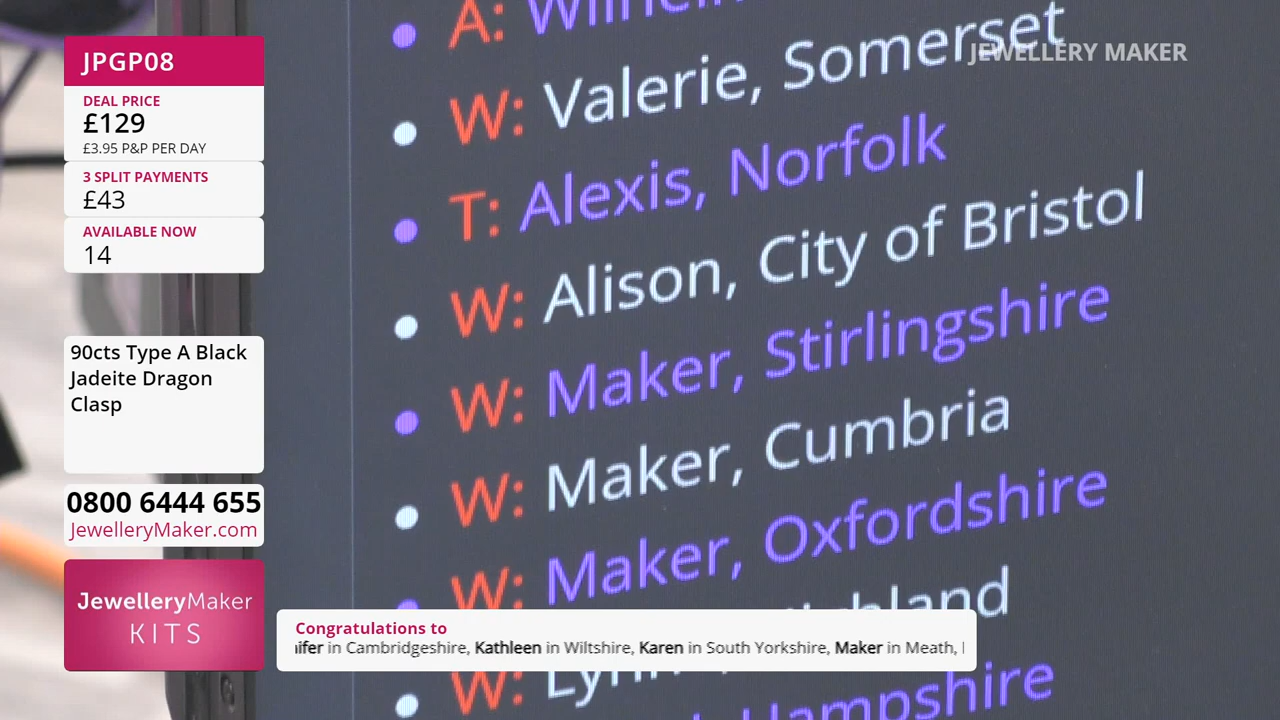 JPGP08
DEAL PRICE
£129
£3.95 P&P PER DAY
3 SPLIT PAYMENTS
£43
AVAILABLE NOW
14
90cts Type A Black
Jadeite Dragon
Clasp
0800 6444 655
JewelleryMaker.com
JewelleryMaker
KITS
JEWELLERY MAKER
A:
W: Valerie, Somerset
T: Alexis, Norfolk
W: Alison, City of Bristol
W: Maker, Stirlingshire
W: Maker, Cumbria
W: Maker, Oxfordshire
W:
Hampshire
Congratulations to
in Cambridgeshire, Kathleen in Wiltshire, Karen in South Yorkshire, Maker in Meath,